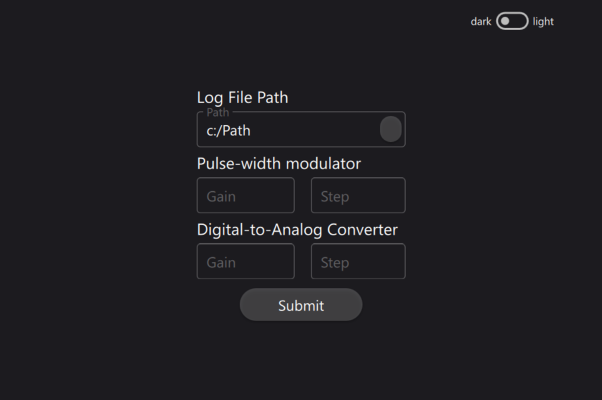 dark light
Log File Path
Path
c:/Path
Pulse-width modulator
Gain Step
Digital-to-Analog Converter
Gain Step
Submit